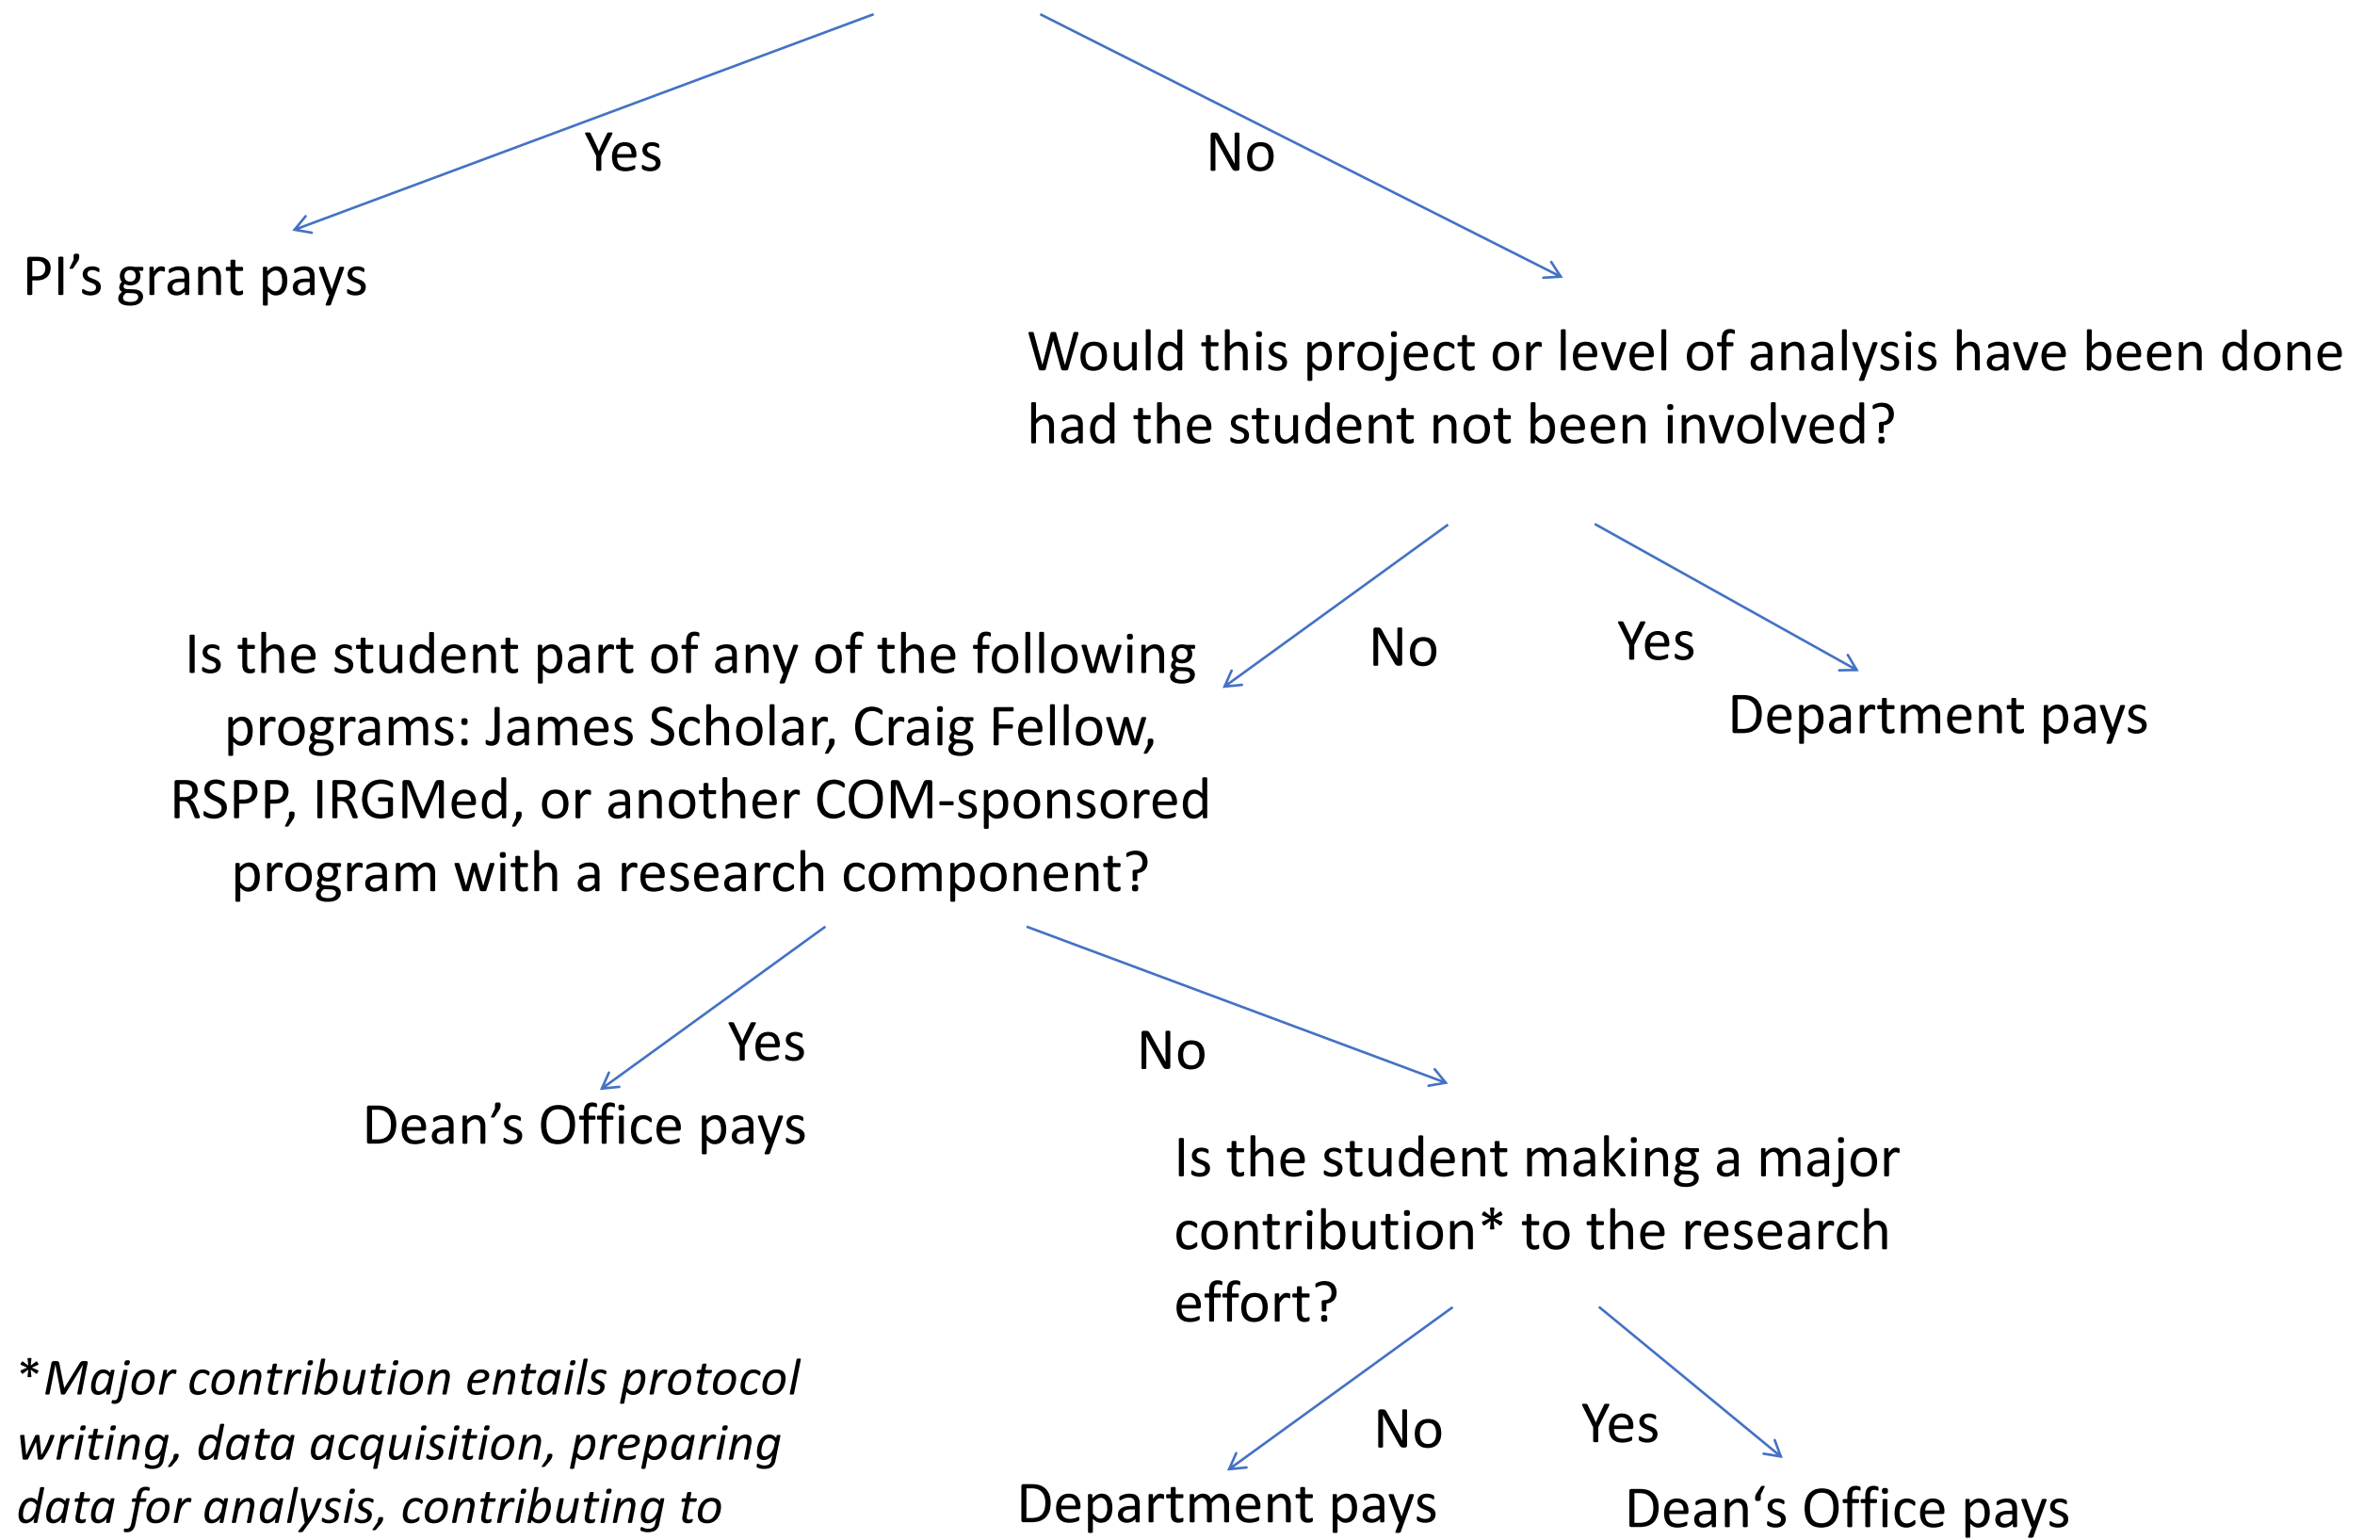 Yes
No
PI’s grant pays
Would this project or level of analysis have been done
had the student not been involved?
No
Yes
Is the student part of any of the following
programs: James Scholar, Craig Fellow,
RSPP, IRGMed, or another COM-sponsored
program with a research component?
Department pays
Yes
No
Dean’s Office pays
Is the student making a major
contribution* to the research
effort?
*Major contribution entails protocol
writing, data acquisition, preparing
data for analysis, contributing to
No
Yes
Department pays
Dean‘s Office pays